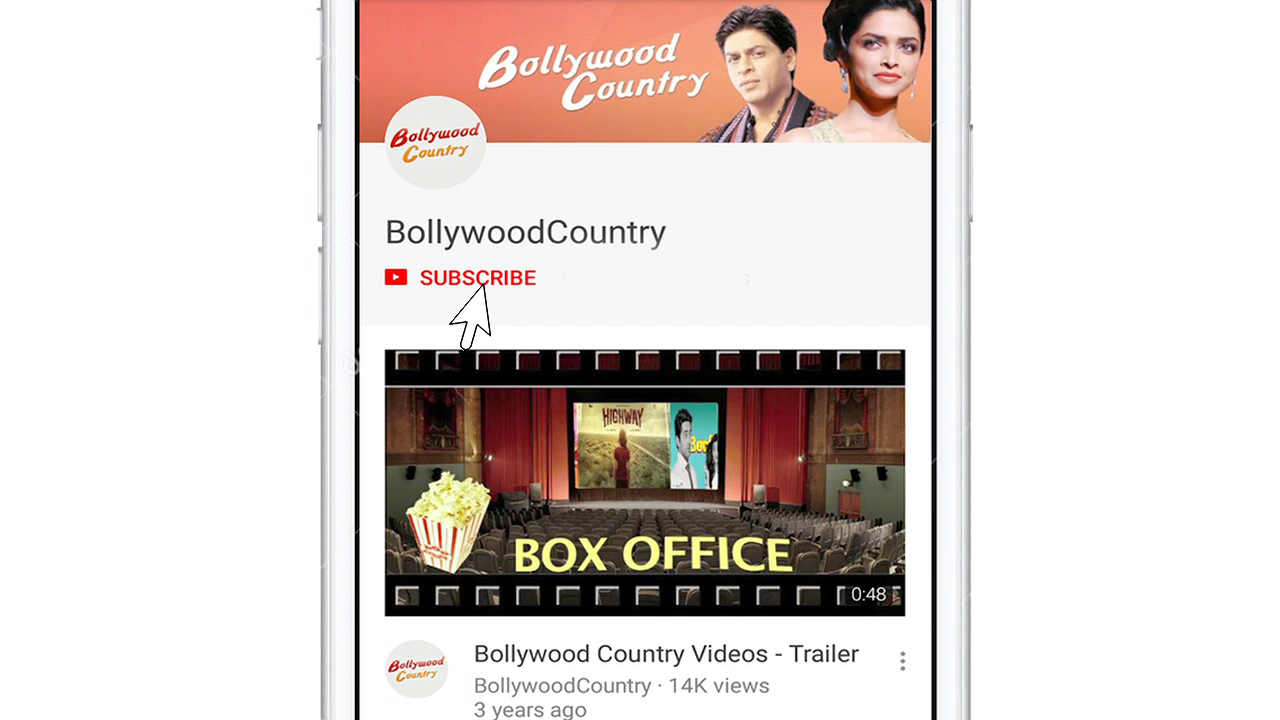 Bollywood
Country
Bollywood
Country
BollywoodCountry
SUBSCRIBE
HIGHWAY
BOX OFFICE
0:48
Bollywood Country Videos - Trailer
Bollywood
Country
BollywoodCountry · 14K views
3 years ago